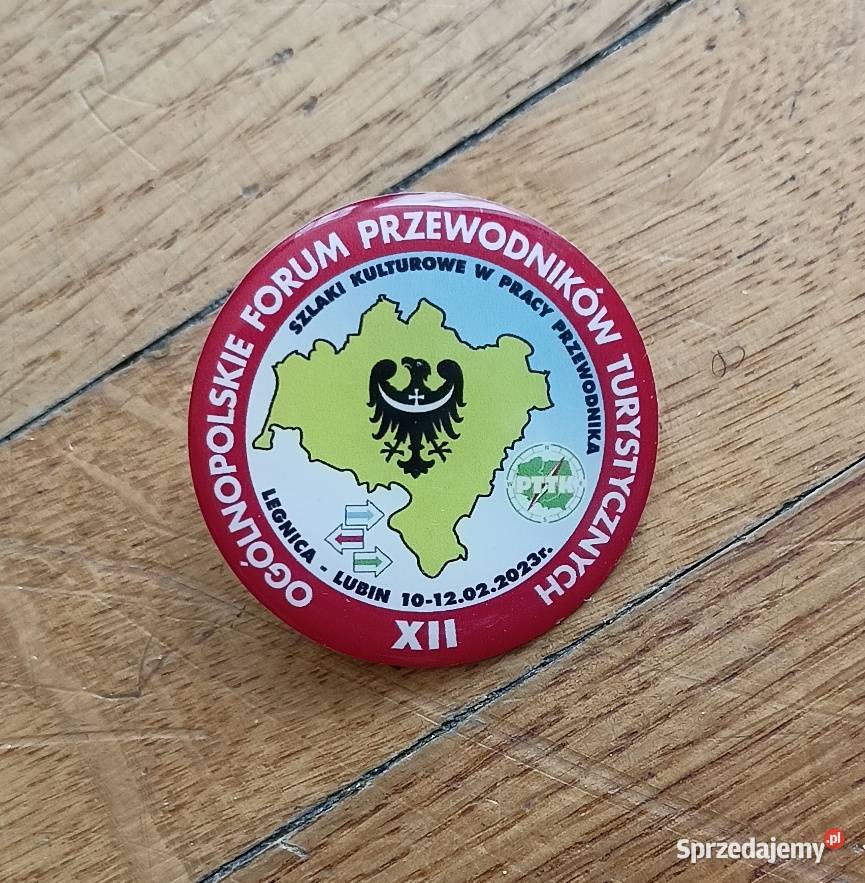 OGÓLNOPOLSKIE FORUM PRZEWODNIKÓW TURYSTYCZNYCH
SZLAKI KULTUROWE W PRACY PRZEWODNIKA
PTTK
LEGNICA - LUBIN 10-12.02.2023r.
XII
Sprzedajemy.pl